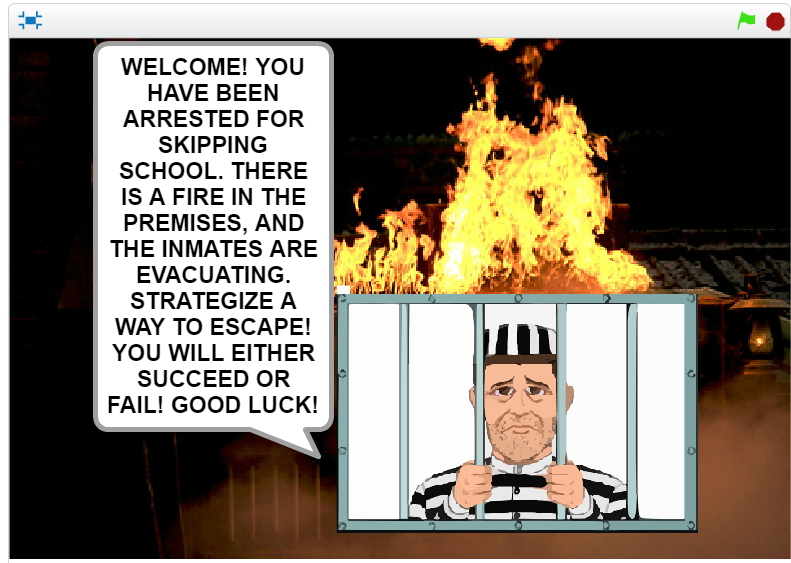 WELCOME! YOU
HAVE BEEN
ARRESTED FOR
SKIPPING
SCHOOL. THERE
IS A FIRE IN THE
PREMISES, AND
THE INMATES ARE
EVACUATING.
STRATEGIZE A
WAY TO ESCAPE!
YOU WILL EITHER
SUCCEED OR
FAIL! GOOD LUCK!